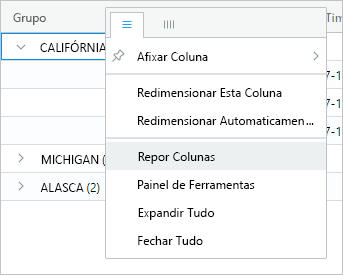 Grupo
Ti
CALIFÓRNIA
Afixar Coluna
7-1
Redimensionar Esta Coluna
7-1
Redimensionar Automaticamen...
7-1
Repor Colunas
MICHIGAN (
Painel de Ferramentas
ALASCA (2)
Expandir Tudo
Fechar Tudo